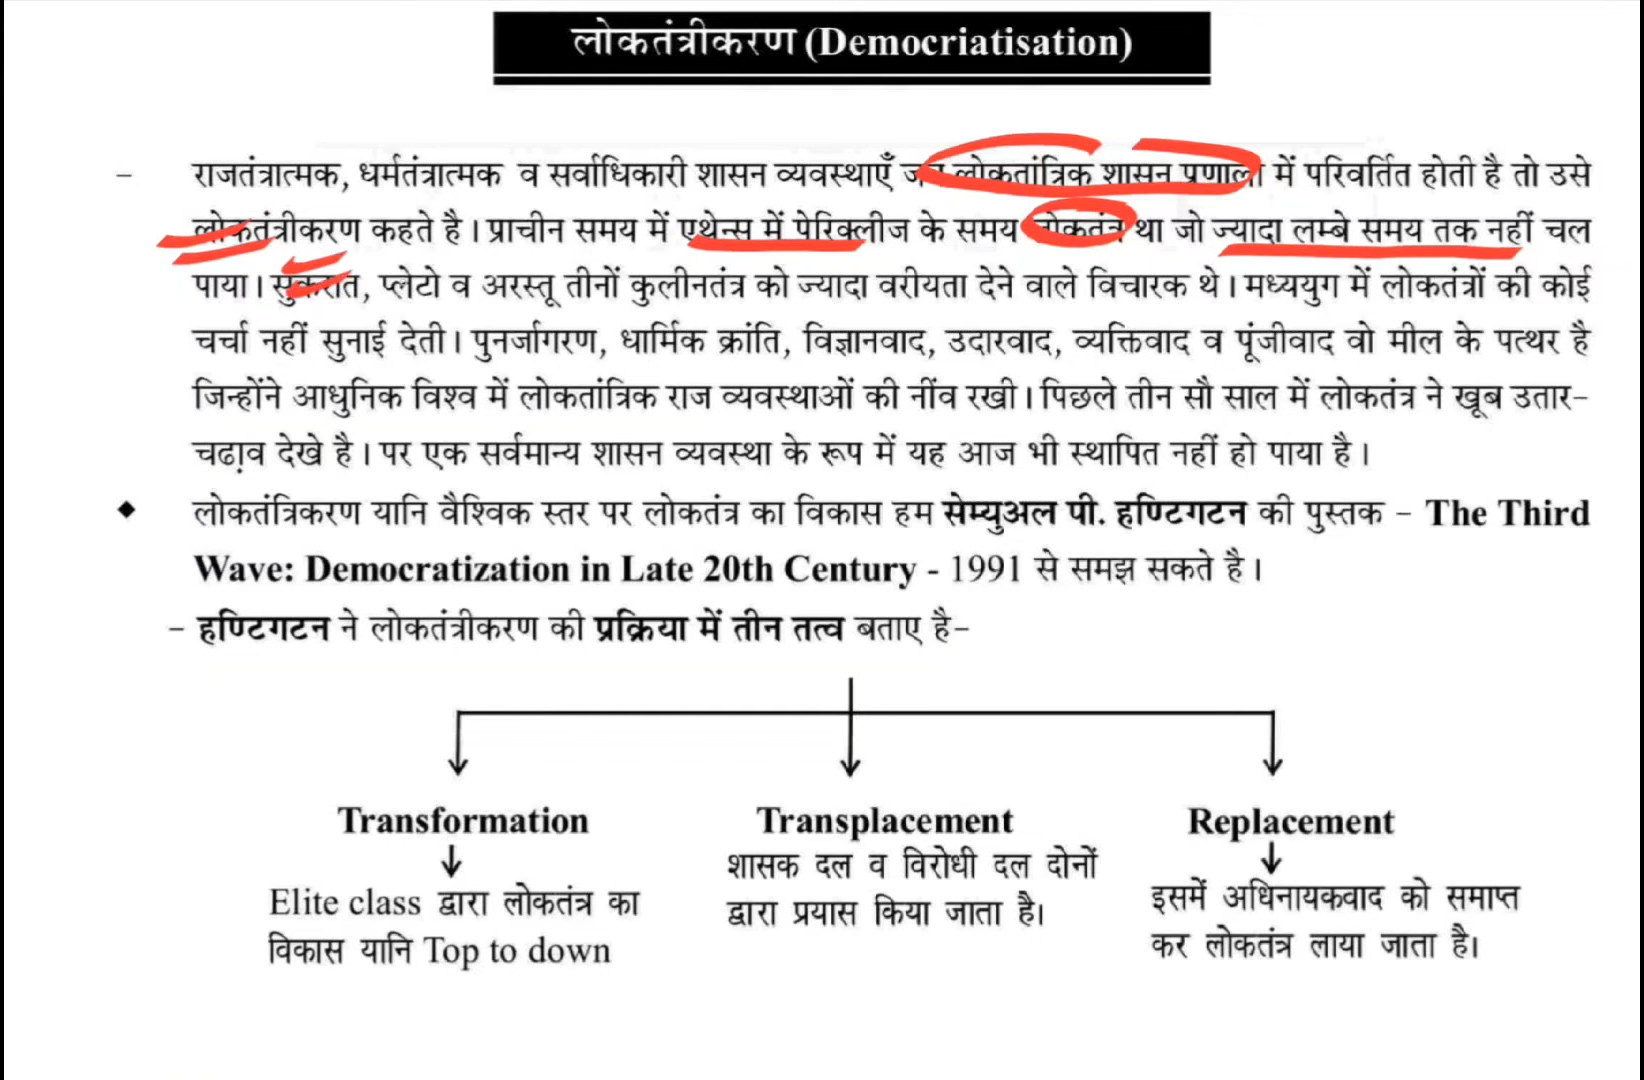 लोकतंत्रीकरण (Democriatisation)
– राजतंत्रात्मक, धर्मतंत्रात्मक व सर्वाधिकारी शासन व्यवस्थाएँ लोकतांत्रिक शासन प्रणाली में परिवर्तित होती है तो उसे
लोकतंत्रीकरण कहते है। प्राचीन समय में एथेन्स में पेरिक्लीज के समय लोकतंत्र था जो ज्यादा लम्बे समय तक नहीं चल
पाया। सुकरात, प्लेटो व अरस्तू तीनों कुलीनतंत्र को ज्यादा वरीयता देने वाले विचारक थे। मध्ययुग में लोकतंत्रों की कोई
चर्चा नहीं सुनाई देती। पुनर्जागरण, धार्मिक क्रांति, विज्ञानवाद, उदारवाद, व्यक्तिवाद व पूंजीवाद वो मील के पत्थर है
जिन्होंने आधुनिक विश्व में लोकतांत्रिक राज व्यवस्थाओं की नींव रखी। पिछले तीन सौ साल में लोकतंत्र ने खूब उतार–
चढ़ाव देखे है। पर एक सर्वमान्य शासन व्यवस्था के रूप में यह आज भी स्थापित नहीं हो पाया है।
◆ लोकतंत्रिकरण यानि वैश्विक स्तर पर लोकतंत्र का विकास हम सेम्युअल पी. हण्टिगटन की पुस्तक – The Third
Wave: Democratization in Late 20th Century - 1991 से समझ सकते है।
– हण्टिगटन ने लोकतंत्रीकरण की प्रक्रिया में तीन तत्व बताए है–
Transformation
Elite class द्वारा लोकतंत्र का
विकास यानि Top to down
Transplacement
शासक दल व विरोधी दल दोनों
द्वारा प्रयास किया जाता है।
Replacement
इसमें अधिनायकवाद को समाप्त
कर लोकतंत्र लाया जाता है।